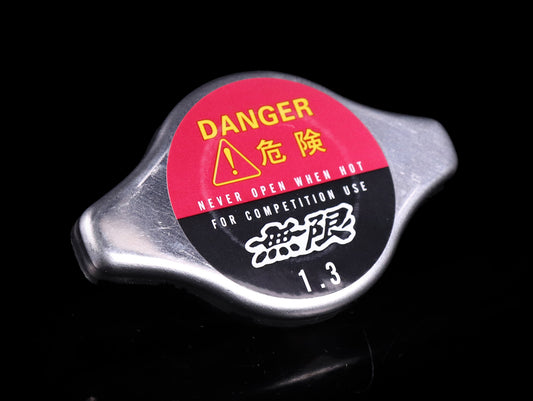 DANGER
危険
NEVER OPEN WHEN HOT
FOR COMPETITION USE
無限
1.3